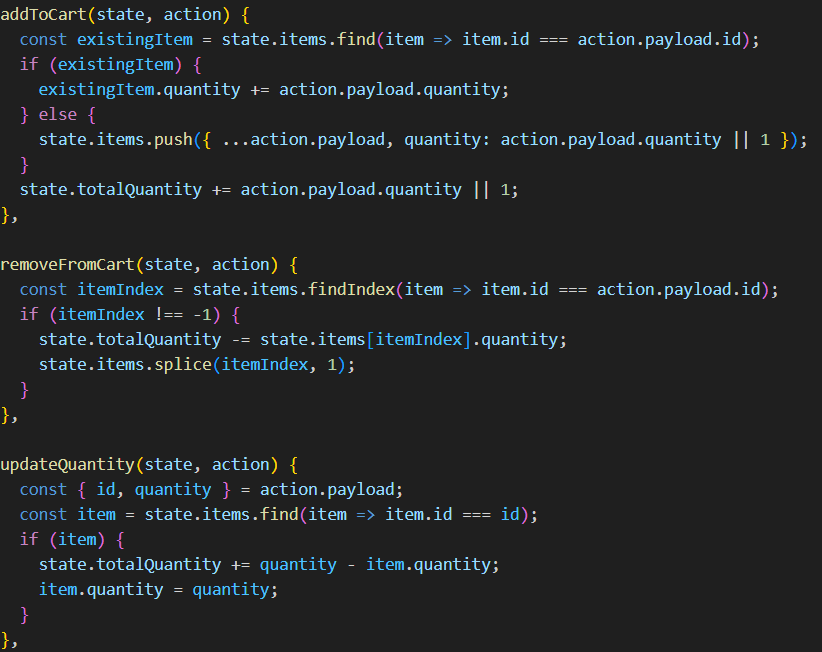 addToCart(state, action) {
  const existingItem = state.items.find(item => item.id === action.payload.id);
  if (existingItem) {
    existingItem.quantity += action.payload.quantity;
  } else {
    state.items.push({ ...action.payload, quantity: action.payload.quantity || 1 });
  }
  state.totalQuantity += action.payload.quantity || 1;
},

removeFromCart(state, action) {
  const itemIndex = state.items.findIndex(item => item.id === action.payload.id);
  if (itemIndex !== -1) {
    state.totalQuantity -= state.items[itemIndex].quantity;
    state.items.splice(itemIndex, 1);
  }
},

updateQuantity(state, action) {
  const { id, quantity } = action.payload;
  const item = state.items.find(item => item.id === id);
  if (item) {
    state.totalQuantity += quantity - item.quantity;
    item.quantity = quantity;
  }
},